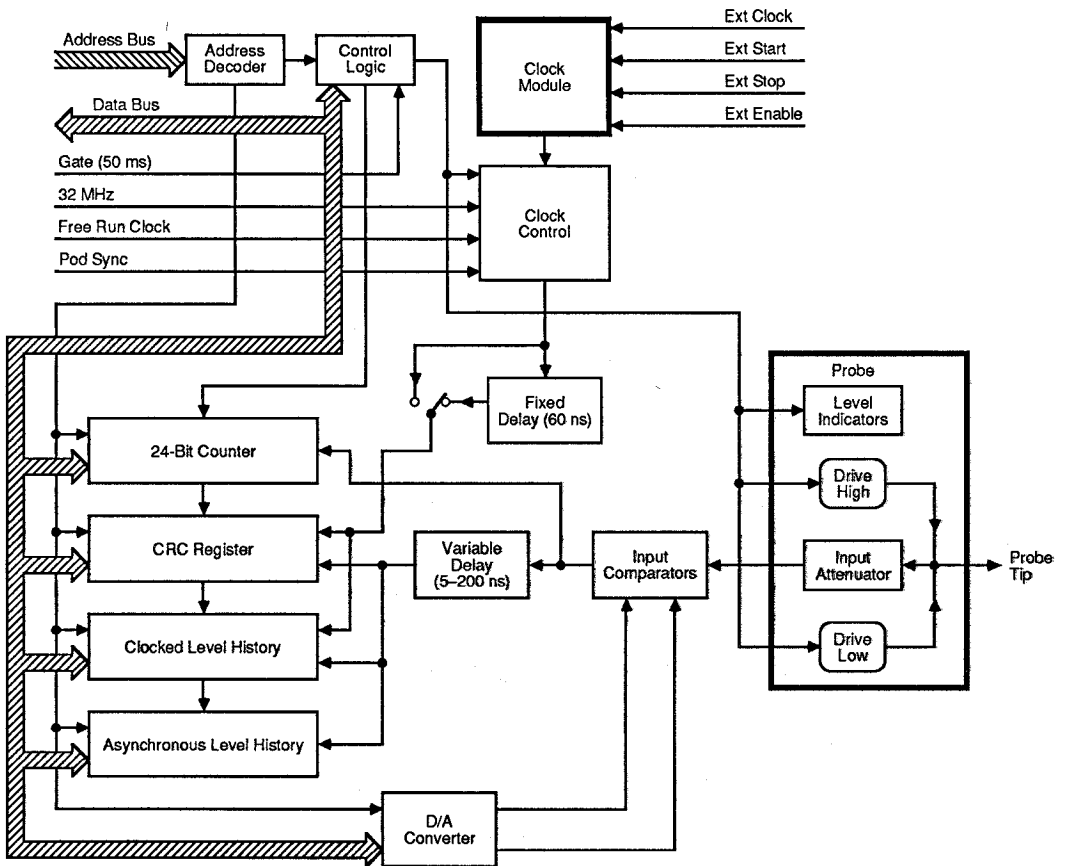 Address Bus
Address
Decoder
Control
Logic
Clock
Module
Ext Clock
Ext Start
Ext Stop
Ext Enable
Data Bus
Gate (50 ms)
32 MHz
Free Run Clock
Pod Sync
Clock
Control
Fixed
Delay (60 ns)
Probe
Level
Indicators
Drive
High
Input
Attenuator
Drive
Low
Probe
Tip
24-Bit Counter
CRC Register
Variable
Delay
(5–200 ns)
Input
Comparators
Clocked Level History
Asynchronous Level History
D/A
Converter